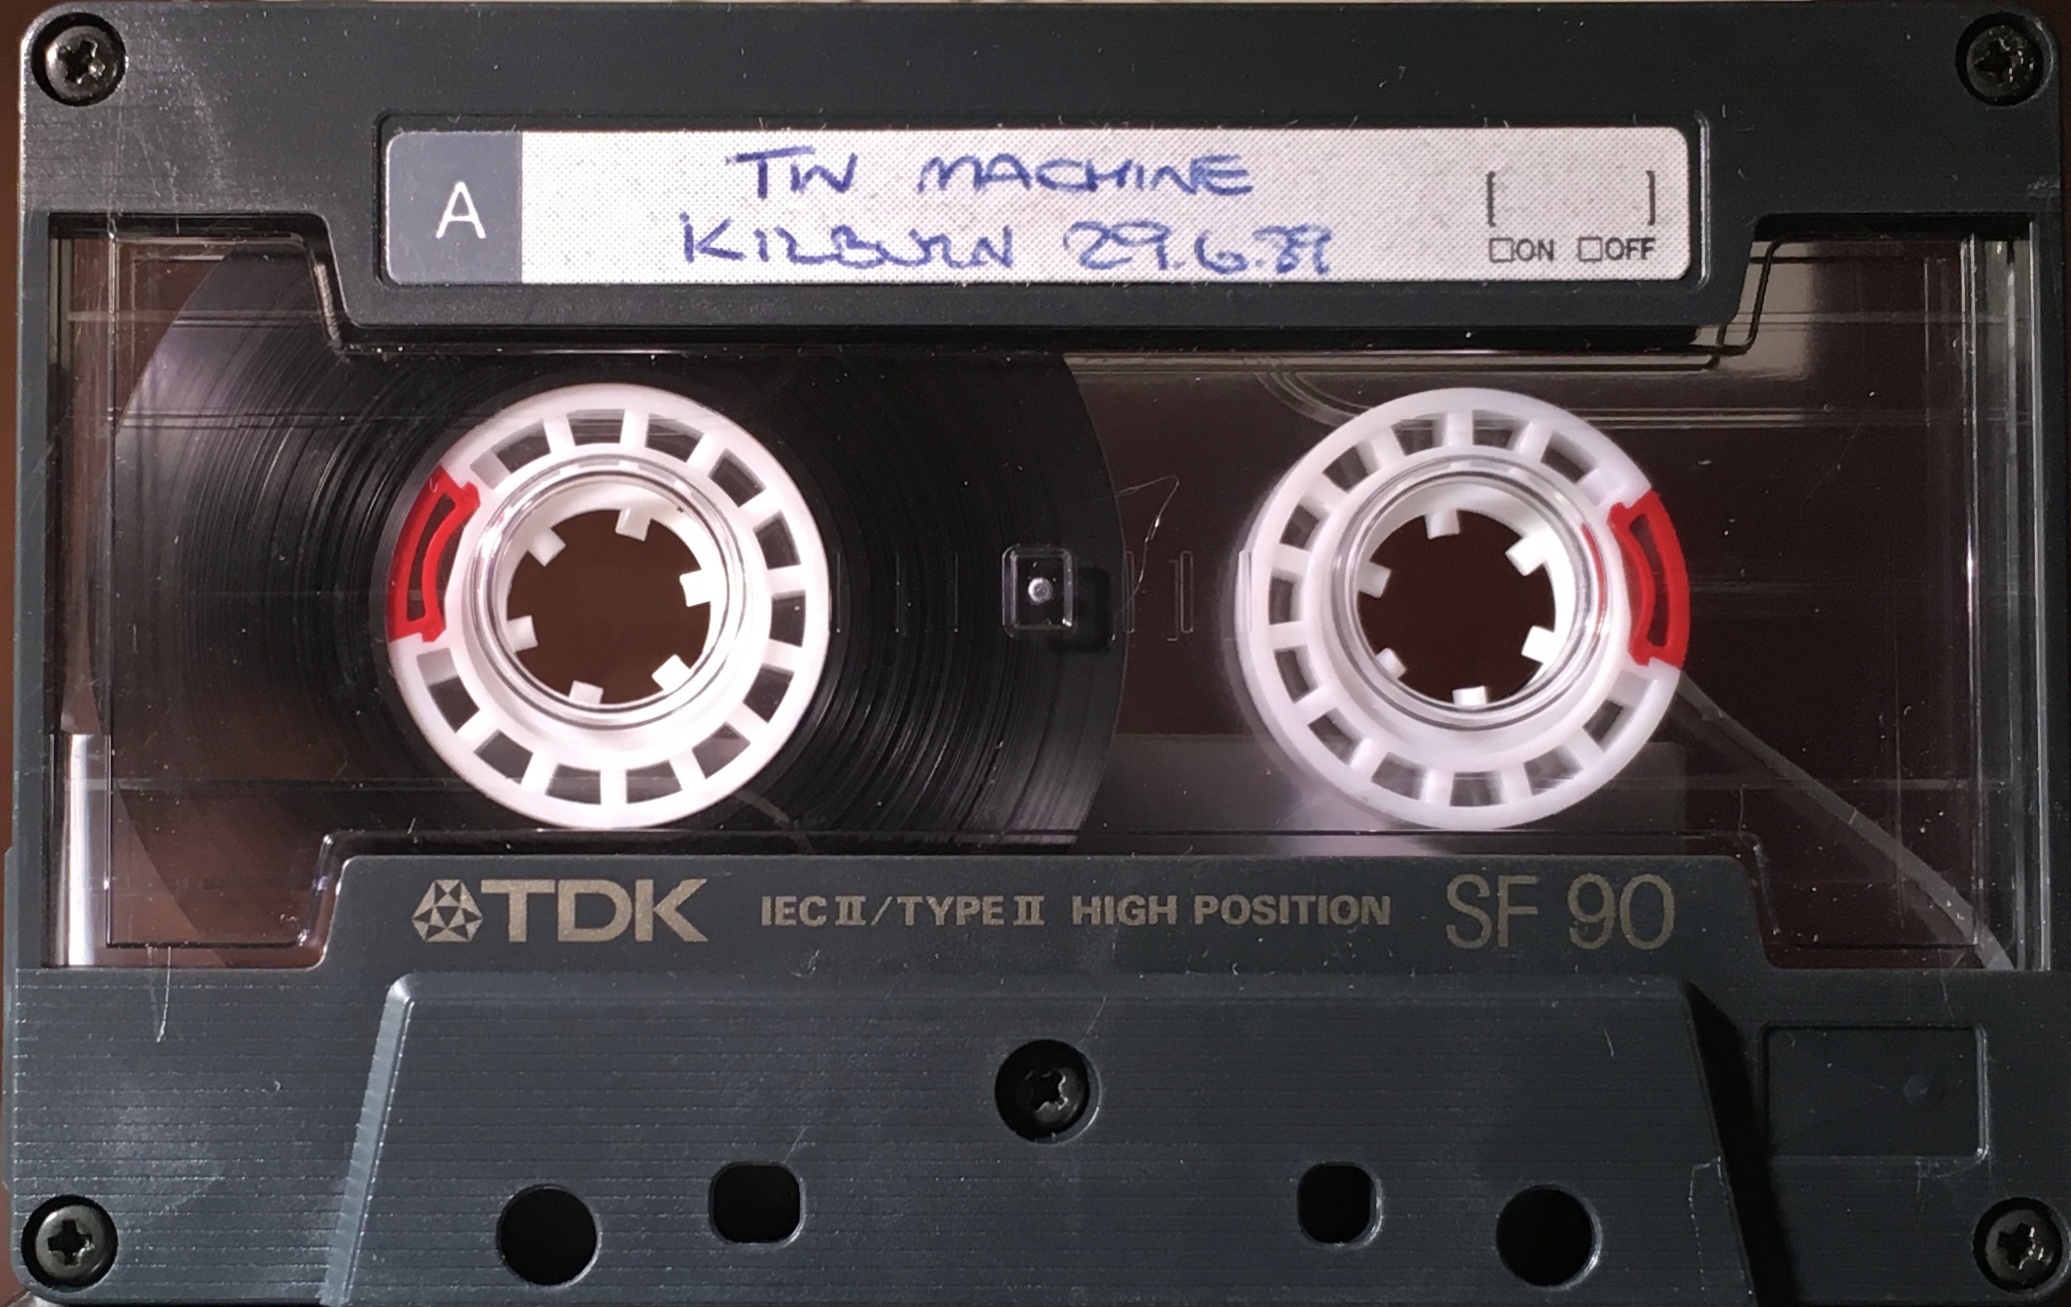 A
TIN MACHINE
KILBURN 29.6.89
[ ]
ON OFF
TDK IEC II/TYPE II HIGH POSITION SF 90